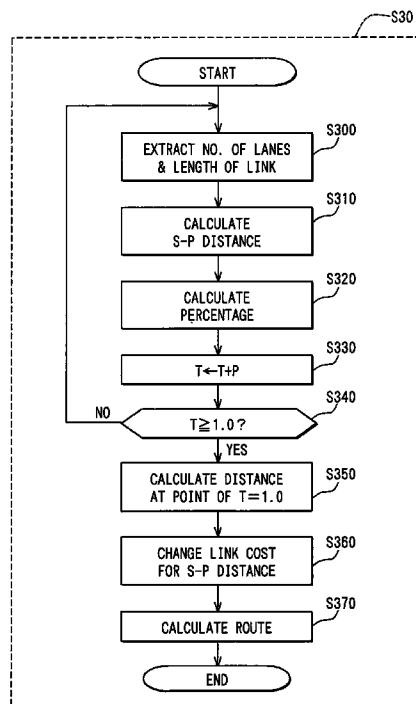 S30
START
S300
EXTRACT NO. OF LANES
& LENGTH OF LINK
S310
CALCULATE
S-P DISTANCE
S320
CALCULATE
PERCENTAGE
S330
T←T+P
S340
NO
T≧1.0?
YES
S350
CALCULATE DISTANCE
AT POINT OF T=1.0
S360
CHANGE LINK COST
FOR S-P DISTANCE
S370
CALCULATE ROUTE
END